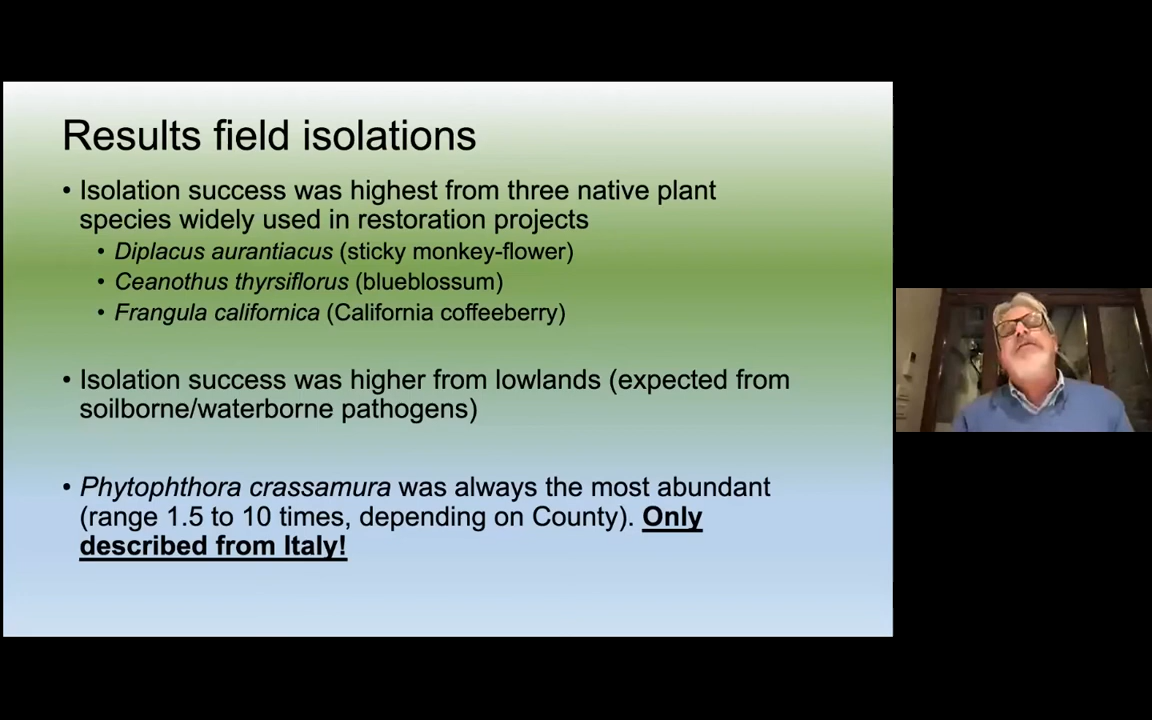 Results field isolations
• Isolation success was highest from three native plant
species widely used in restoration projects
• Diplacus aurantiacus (sticky monkey-flower)
• Ceanothus thyrsiflorus (blueblossum)
• Frangula californica (California coffeeberry)
• Isolation success was higher from lowlands (expected from
soilborne/waterborne pathogens)
• Phytophthora crassamura was always the most abundant
(range 1.5 to 10 times, depending on County). Only
described from Italy!